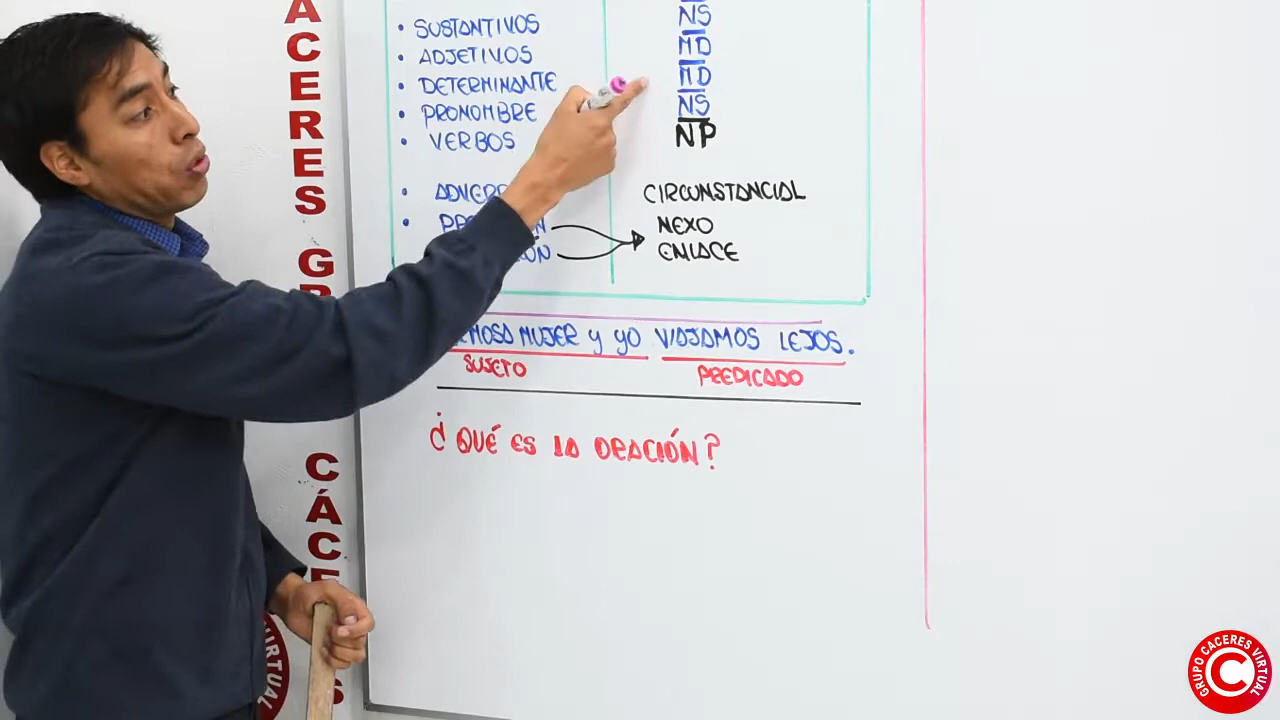 • SUSTANTIVOS NS
• ADJETIVOS MD
• DETERMINANTE MD
• PRONOMBRE NS
• VERBOS NP
• CIRCUNSTANCIAL
• NEXO
ENLACE
MUJER y yo VIAJAMOS LEJOS.
SUJETO PREDICADO
¿QUÉ ES LA ORACIÓN?
ACERES
CÁC
GRUPO CACERES VIRTUAL
C